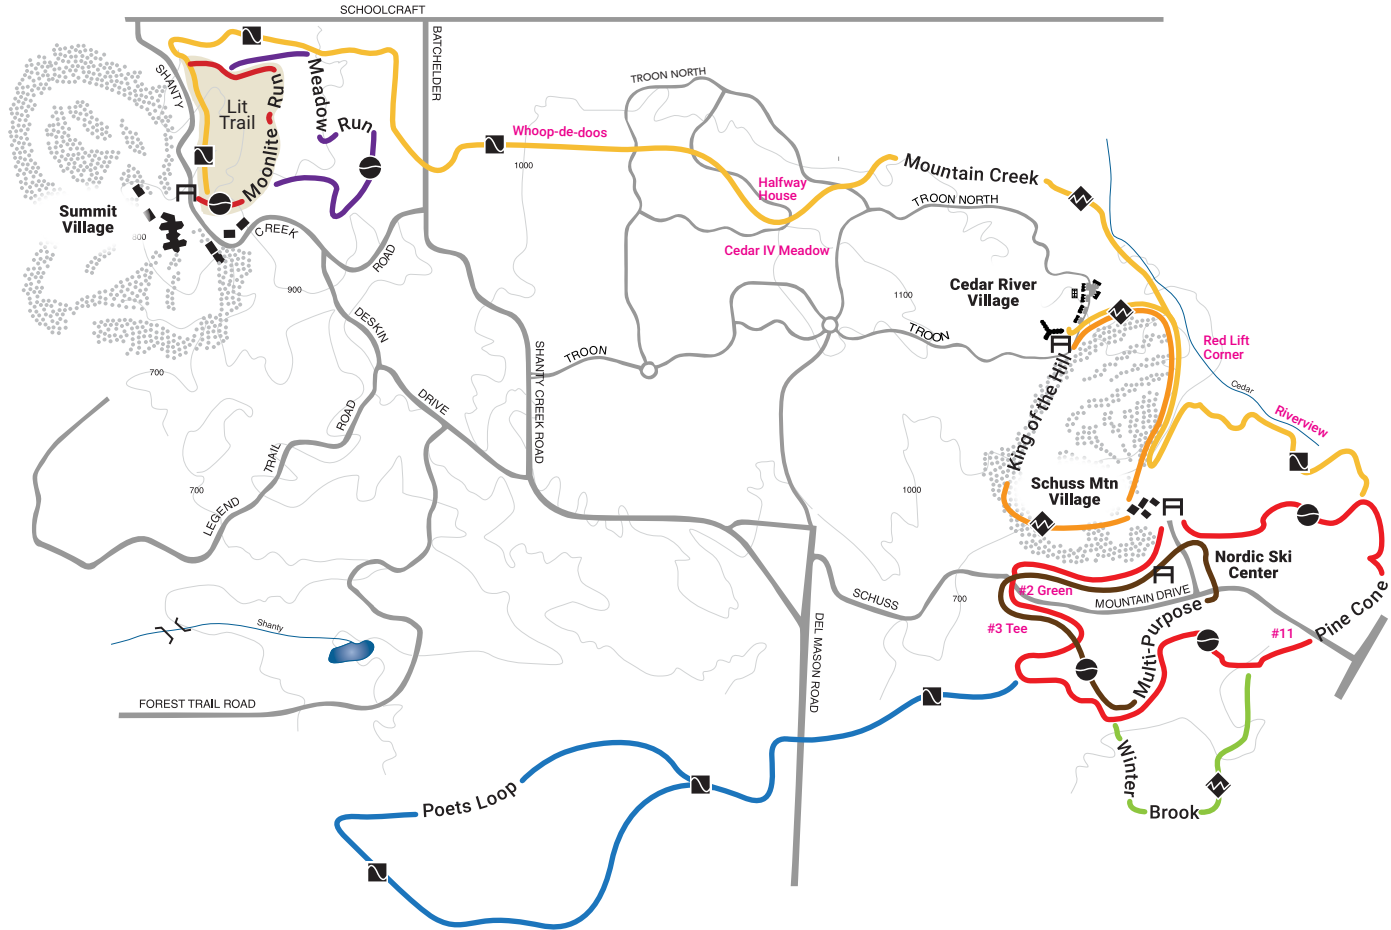 SCHOOLCRAFT
BATCHELDER
SHANTY
Meadow
Run
Lit
Trail
Moonlite Run
TROON NORTH
Whoop-de-doos
1000
Mountain Creek
Halfway
House
TROON NORTH
Summit
Village
800
CREEK
ROAD
Cedar IV Meadow
Cedar River
Village
900
1100
DESKIN
TROON
TROON
Red Lift
Corner
SHANTY CREEK ROAD
700
Cedar
DRIVE
ROAD
King of the Hill
Riverview
TRAIL
700
1000
Schuss Mtn
Village
LEGEND
Nordic Ski
Center
#2 Green
MOUNTAIN DRIVE
SCHUSS
700
Pine Cone
#3 Tee
#11
Multi-Purpose
Shanty
DEL MASON ROAD
FOREST TRAIL ROAD
Winter
Brook
Poets Loop